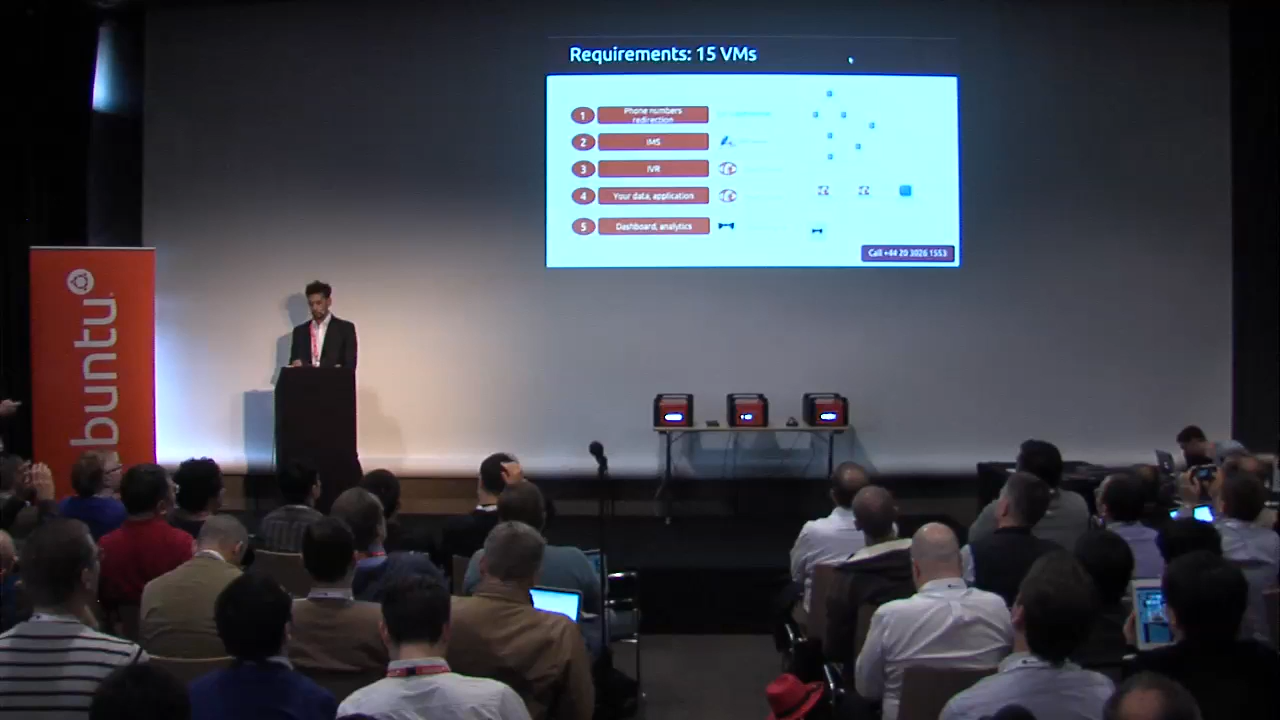 Requirements: 15 VMs
1
Phone numbers
redirection
2
IMS
3
IVR
4
Your data, application
5
Dashboard, analytics
Call +44 20 3026 1553
buntu